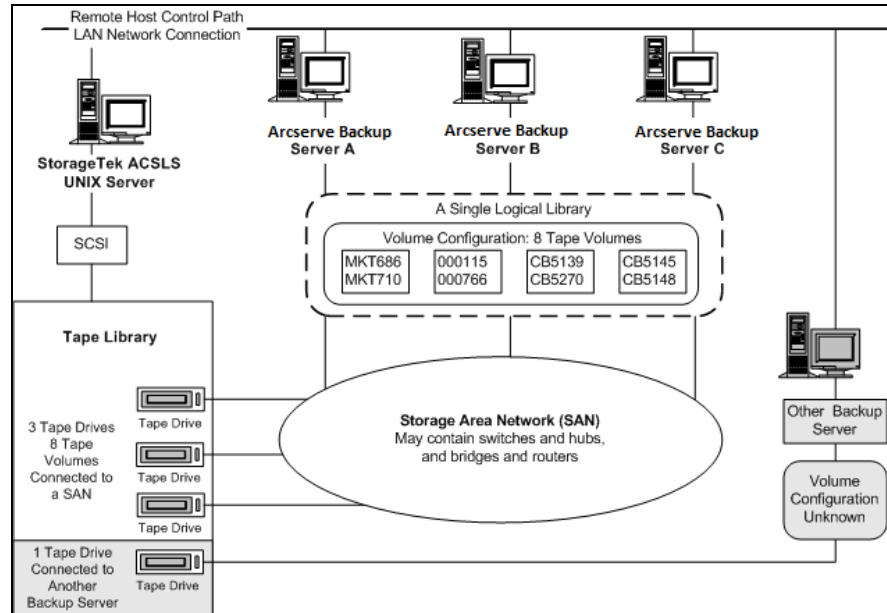 Remote Host Control Path
LAN Network Connection
Arcserve Backup
Server A
Arcserve Backup
Server B
Arcserve Backup
Server C
StorageTek ACSLS
UNIX Server
SCSI
A Single Logical Library
Volume Configuration: 8 Tape Volumes
MKT686
MKT710
000115
000766
CB5139
CB5270
CB5145
CB5148
Tape Library
3 Tape Drives
8 Tape
Volumes
Connected to
a SAN
Tape Drive
Tape Drive
Tape Drive
Storage Area Network (SAN)
May contain switches and hubs,
and bridges and routers
Other Backup
Server
Volume
Configuration
Unknown
1 Tape Drive
Connected to
Another
Backup Server
Tape Drive